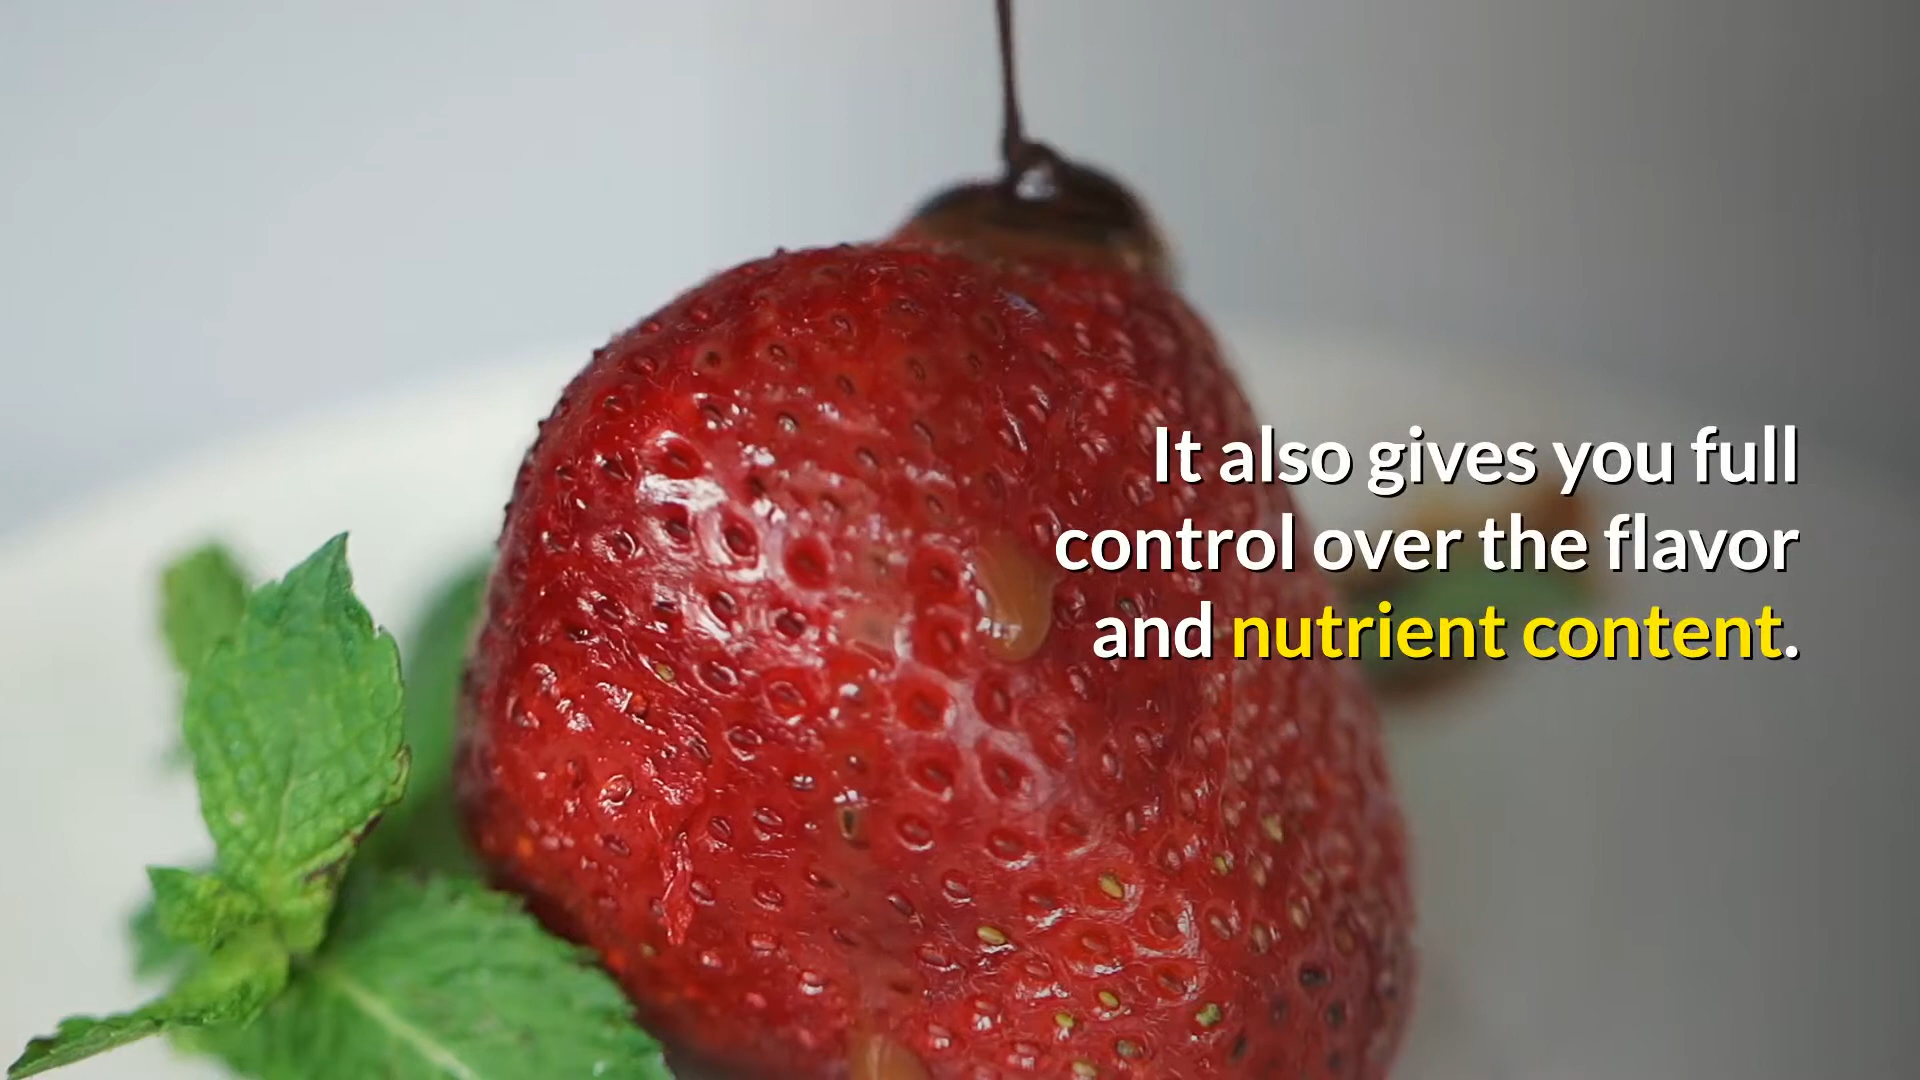 It also gives you full
control over the flavor
and nutrient content.